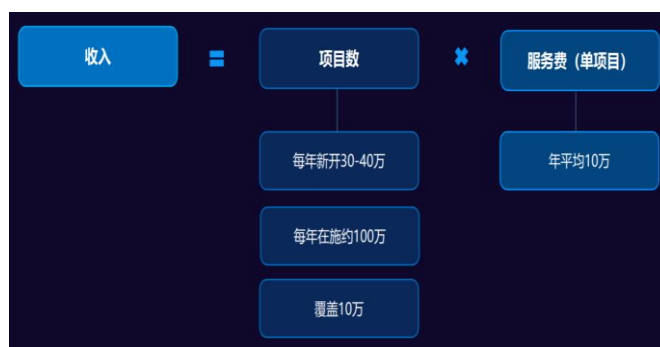 收入 = 项目数 × 服务费（单项目）
每年新开30-40万 年平均10万
每年在施约100万
覆盖10万